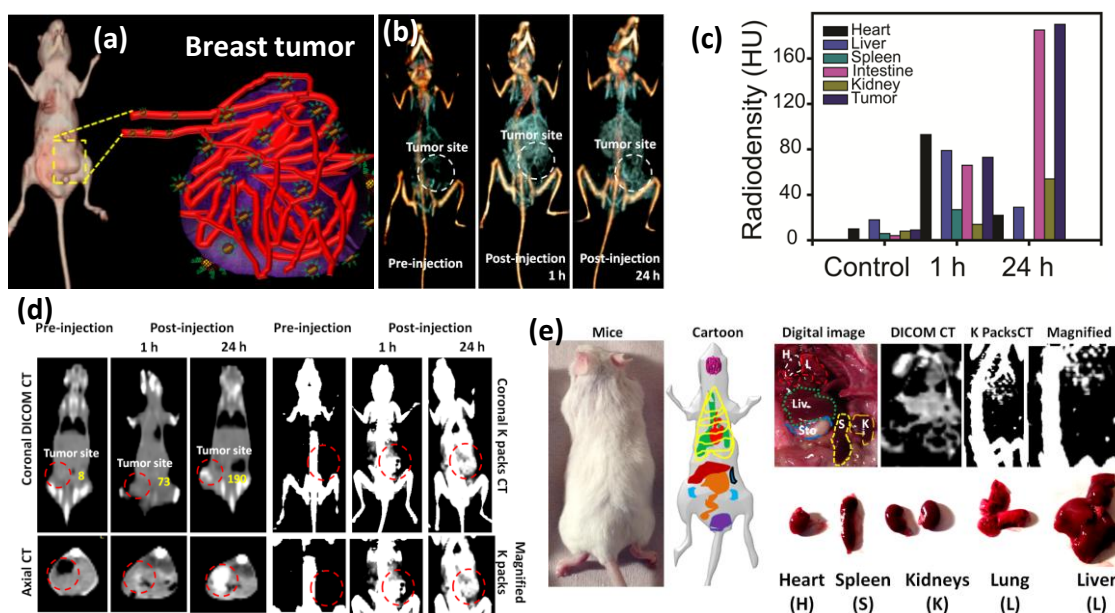 (a)
Breast tumor
(b)
Tumor site
Tumor site
Tumor site
Pre-injection
Post-injection
1 h
Post-injection
24 h
(c)
Radiodensity (HU)
160
120
80
40
0
Heart
Liver
Spleen
Intestine
Kidney
Tumor
Control 1 h 24 h
(d)
Pre-injection Post-injection Pre-injection Post-injection
1 h 24 h 1 h 24 h
Coronal DICOM CT
Tumor site
8
Tumor site
73
Tumor site
190
Coronal K packs CT
Axial CT
Magnified
K packs
(e)
Mice Cartoon Digital image DICOM CT K PacksCT Magnified
H
L
Liv.
Sto
S
K
Heart Spleen Kidneys Lung Liver
(H) (S) (K) (L) (L)